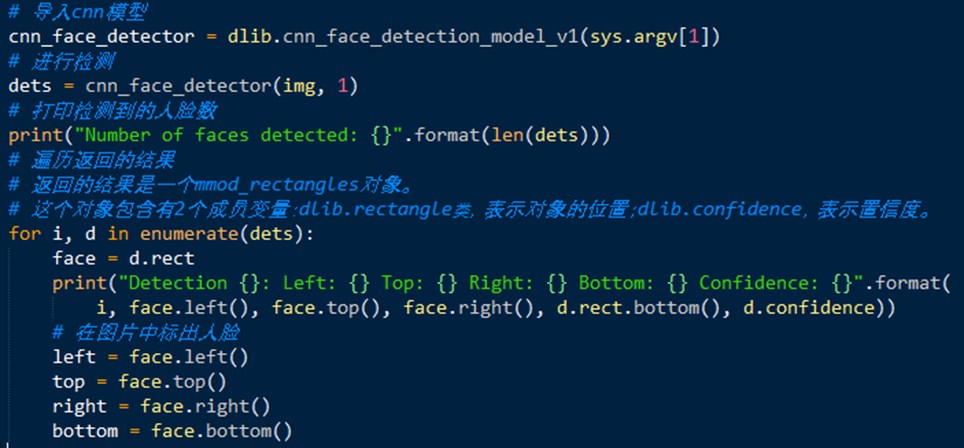 # 导入cnn模型
cnn_face_detector = dlib.cnn_face_detection_model_v1(sys.argv[1])
# 进行检测
dets = cnn_face_detector(img, 1)
# 打印检测到的人脸数
print("Number of faces detected: {}".format(len(dets)))
# 遍历返回的结果
# 返回的结果是一个mmod_rectangles对象。
# 这个对象包含有2个成员变量:dlib.rectangle类, 表示对象的位置;dlib.confidence, 表示置信度。
for i, d in enumerate(dets):
    face = d.rect
    print("Detection {}: Left: {} Top: {} Right: {} Bottom: {} Confidence: {}".format(
        i, face.left(), face.top(), face.right(), d.rect.bottom(), d.confidence))
    # 在图片中标出人脸
    left = face.left()
    top = face.top()
    right = face.right()
    bottom = face.bottom()